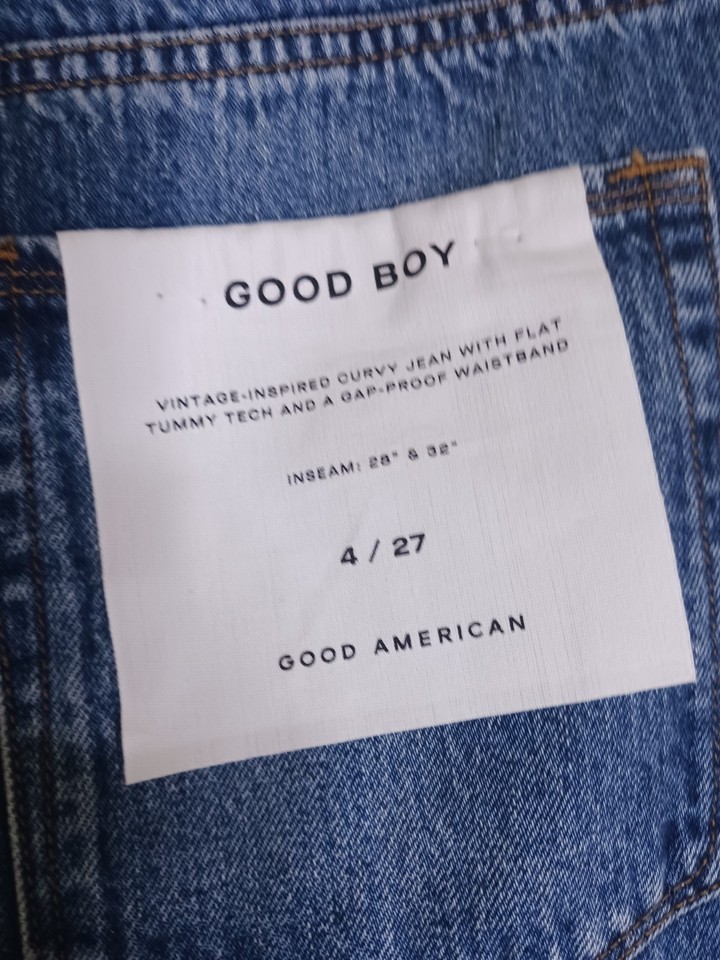 GOOD BOY
VINTAGE-INSPIRED CURVY JEAN WITH FLAT
TUMMY TECH AND A GAP-PROOF WAISTBAND
INSEAM: 28" & 32"
4 / 27
GOOD AMERICAN